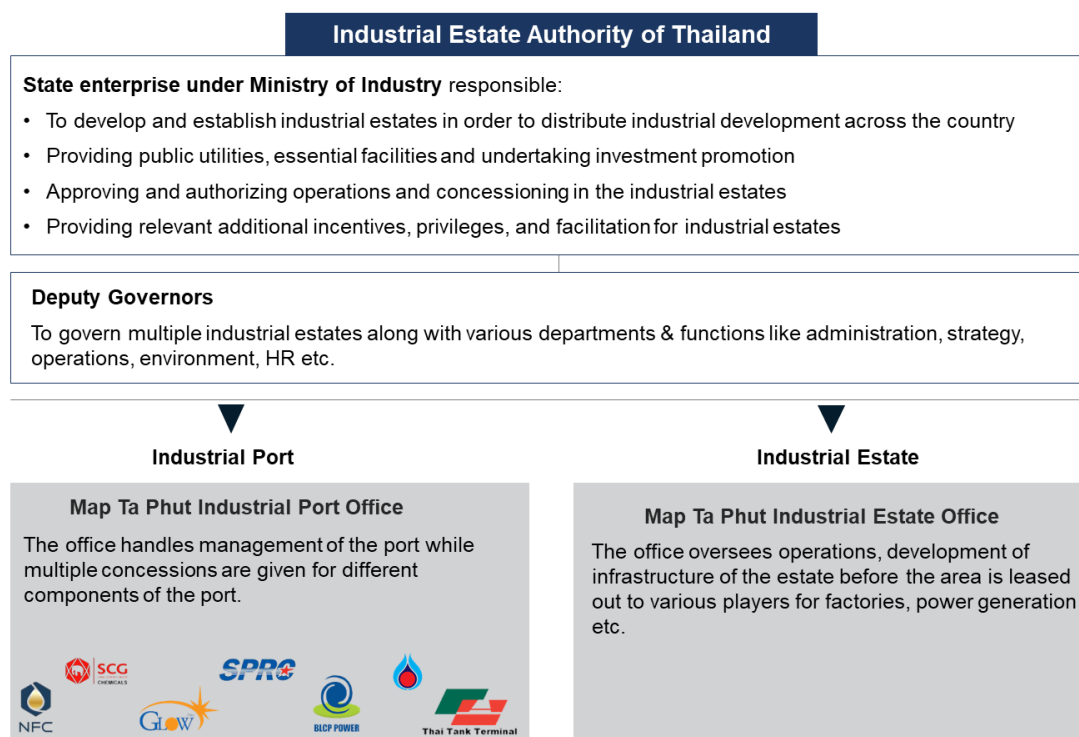 Industrial Estate Authority of Thailand
State enterprise under Ministry of Industry responsible:
• To develop and establish industrial estates in order to distribute industrial development across the country
• Providing public utilities, essential facilities and undertaking investment promotion
• Approving and authorizing operations and concessioning in the industrial estates
• Providing relevant additional incentives, privileges, and facilitation for industrial estates
Deputy Governors
To govern multiple industrial estates along with various departments & functions like administration, strategy,
operations, environment, HR etc.
Industrial Port
Map Ta Phut Industrial Port Office
The office handles management of the port while
multiple concessions are given for different
components of the port.
NFC
SCG
CHEMICALS
GLOW
SPRC
BLCP POWER
Thai Tank Terminal
Industrial Estate
Map Ta Phut Industrial Estate Office
The office oversees operations, development of
infrastructure of the estate before the area is leased
out to various players for factories, power generation
etc.